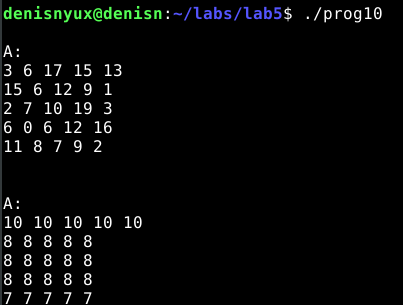 denisnyux@denisn:~/labs/lab5$ ./prog10
A:
3 6 17 15 13
15 6 12 9 1
2 7 10 19 3
6 0 6 12 16
11 8 7 9 2
A:
10 10 10 10 10
8 8 8 8 8
8 8 8 8 8
8 8 8 8 8
7 7 7 7 7